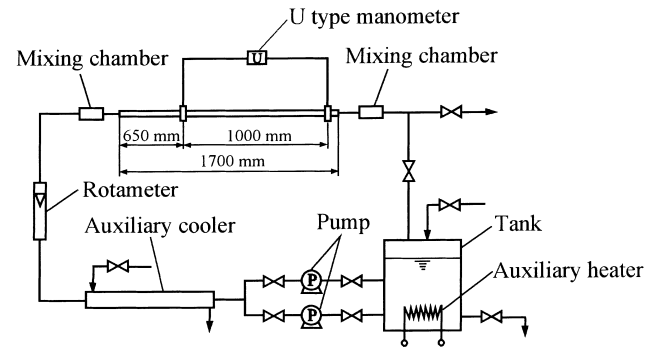 U type manometer
Mixing chamber
Mixing chamber
U
650 mm
1000 mm
1700 mm
Rotameter
Auxiliary cooler
Pump
Tank
P
Auxiliary heater
P